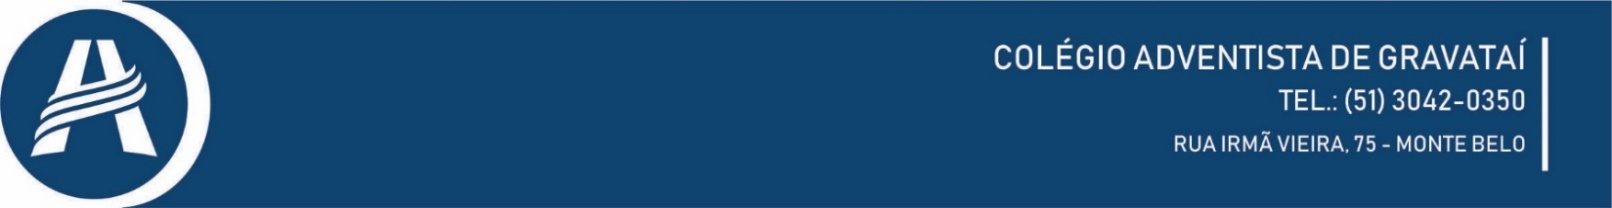 COLÉGIO ADVENTISTA DE GRAVATAÍ
TEL.: (51) 3042-0350
RUA IRMÃ VIEIRA, 75 - MONTE BELO